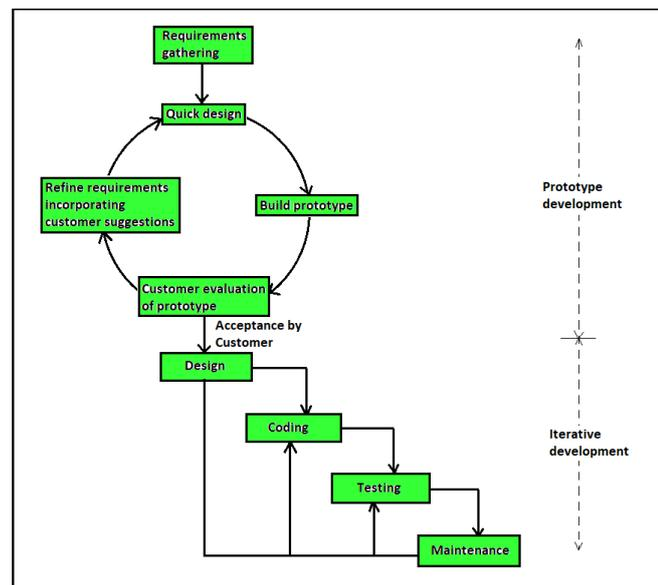 Requirements
gathering
Quick design
Refine requirements
incorporating
customer suggestions
Build prototype
Prototype
development
Customer evaluation
of prototype
Acceptance by
Customer
Design
Coding
Iterative
development
Testing
Maintenance